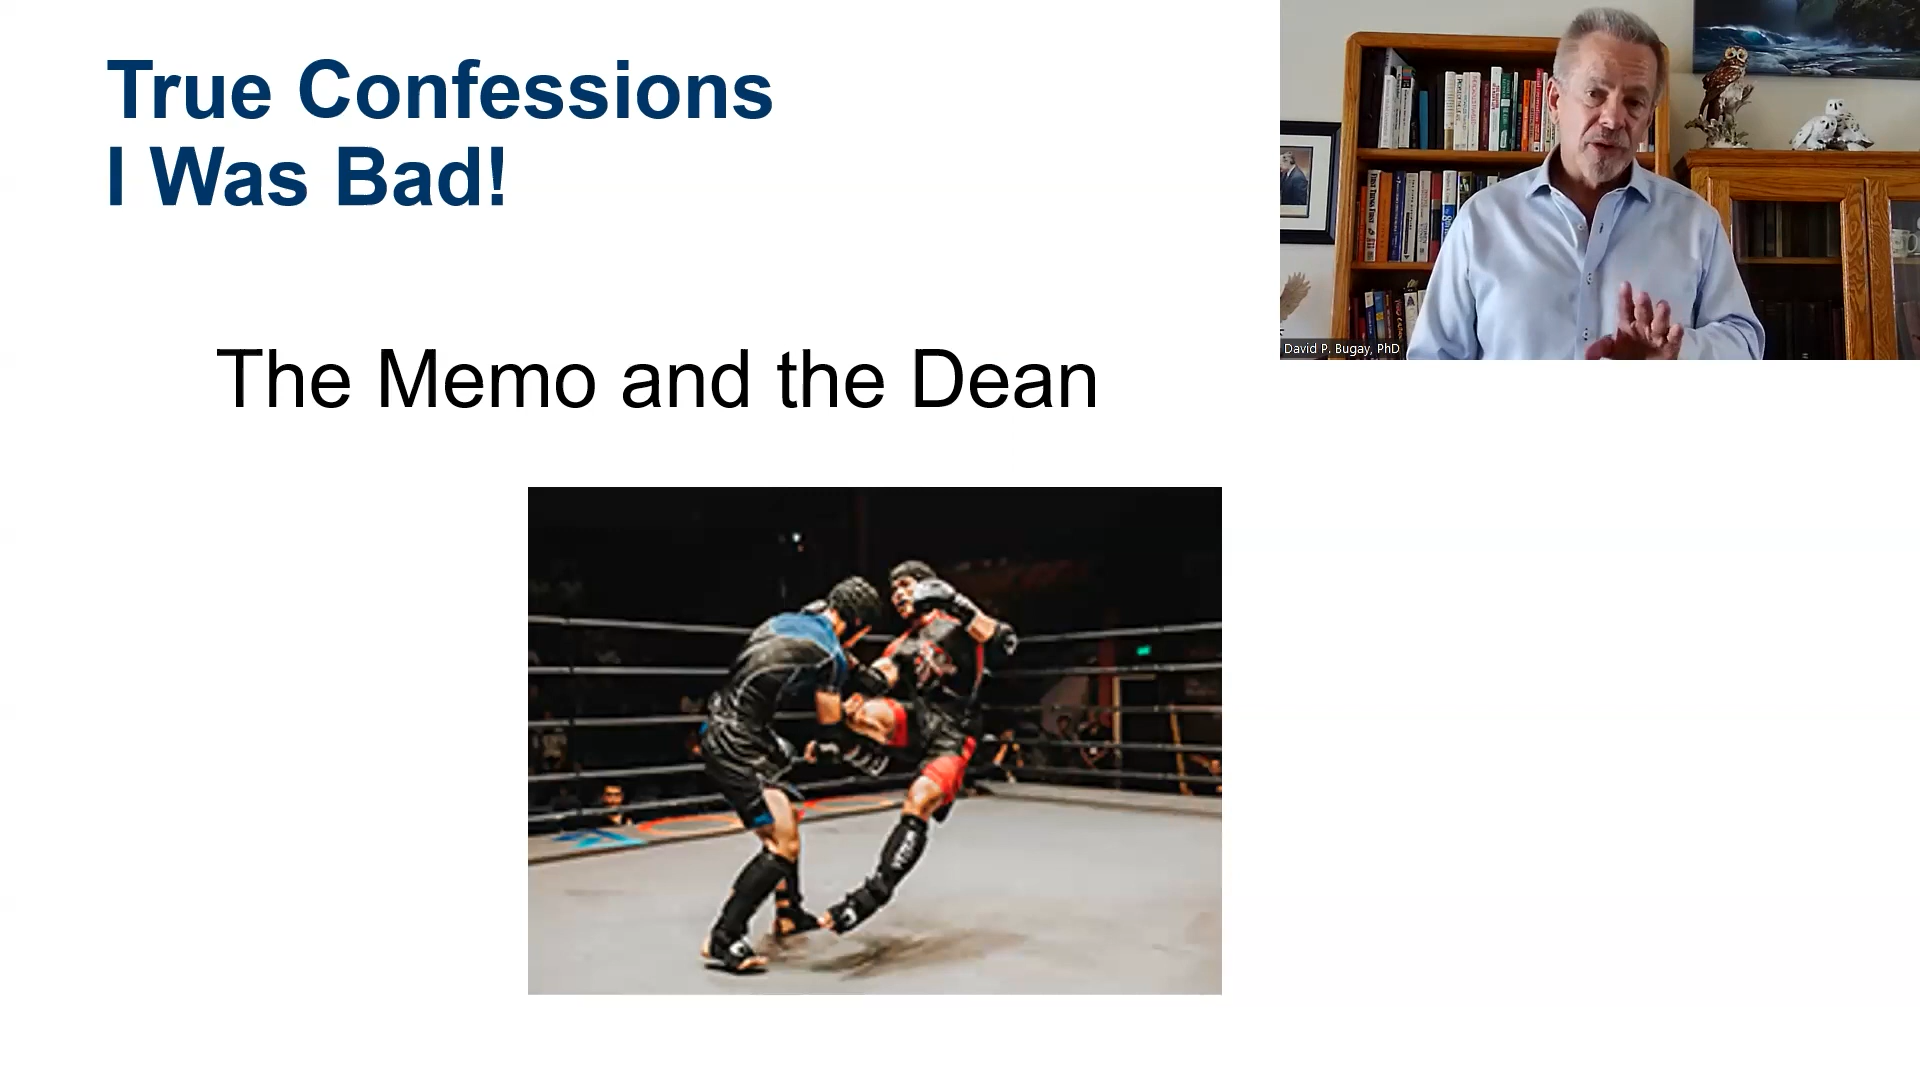 True Confessions
I Was Bad!
The Memo and the Dean
David P. Bugay, PhD